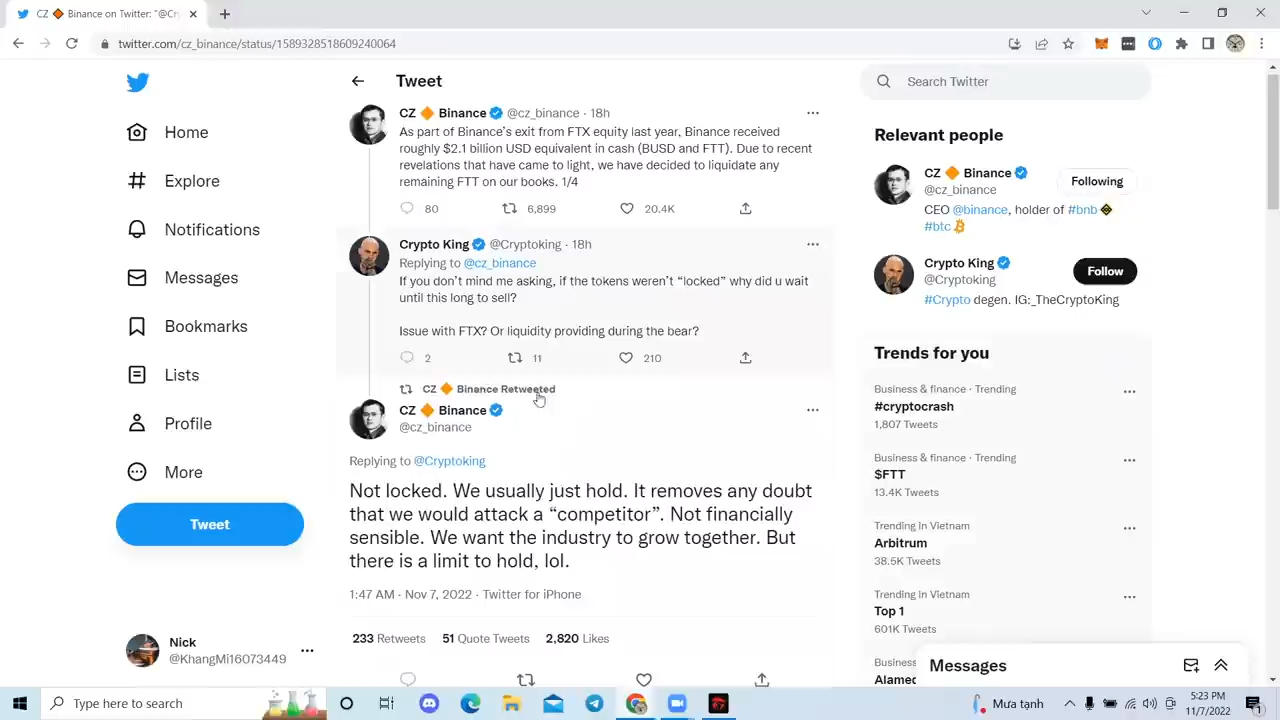 CZ 🔶 Binance on Twitter: "@Cr
twitter.com/cz_binance/status/1589328518609240064
Home
Explore
Notifications
Messages
Bookmarks
Lists
Profile
More
Tweet
Nick
@KhangMi16073449
Tweet
CZ 🔶 Binance @cz_binance · 18h
As part of Binance's exit from FTX equity last year, Binance received
roughly $2.1 billion USD equivalent in cash (BUSD and FTT). Due to recent
revelations that have came to light, we have decided to liquidate any
remaining FTT on our books. 1/4
80 6,899 20.4K
Crypto King @Cryptoking · 18h
Replying to @cz_binance
If you don't mind me asking, if the tokens weren't “locked” why did u wait
until this long to sell?
Issue with FTX? Or liquidity providing during the bear?
2 11 210
CZ 🔶 Binance Retweeted
CZ 🔶 Binance
@cz_binance
Replying to @Cryptoking
Not locked. We usually just hold. It removes any doubt
that we would attack a “competitor”. Not financially
sensible. We want the industry to grow together. But
there is a limit to hold, lol.
1:47 AM · Nov 7, 2022 · Twitter for iPhone
233 Retweets 51 Quote Tweets 2,820 Likes
Search Twitter
Relevant people
CZ 🔶 Binance
@cz_binance
Following
CEO @binance, holder of #bnb
#btc
Crypto King
@Cryptoking
Follow
#Crypto degen. IG:_TheCryptoKing
Trends for you
Business & finance · Trending
#cryptocrash
1,807 Tweets
Business & finance · Trending
$FTT
13.4K Tweets
Trending in Vietnam
Arbitrum
38.5K Tweets
Trending in Vietnam
Top 1
601K Tweets
Busines
Alamed
Messages
Type here to search
Mưa tạnh
5:23 PM
11/7/2022
1